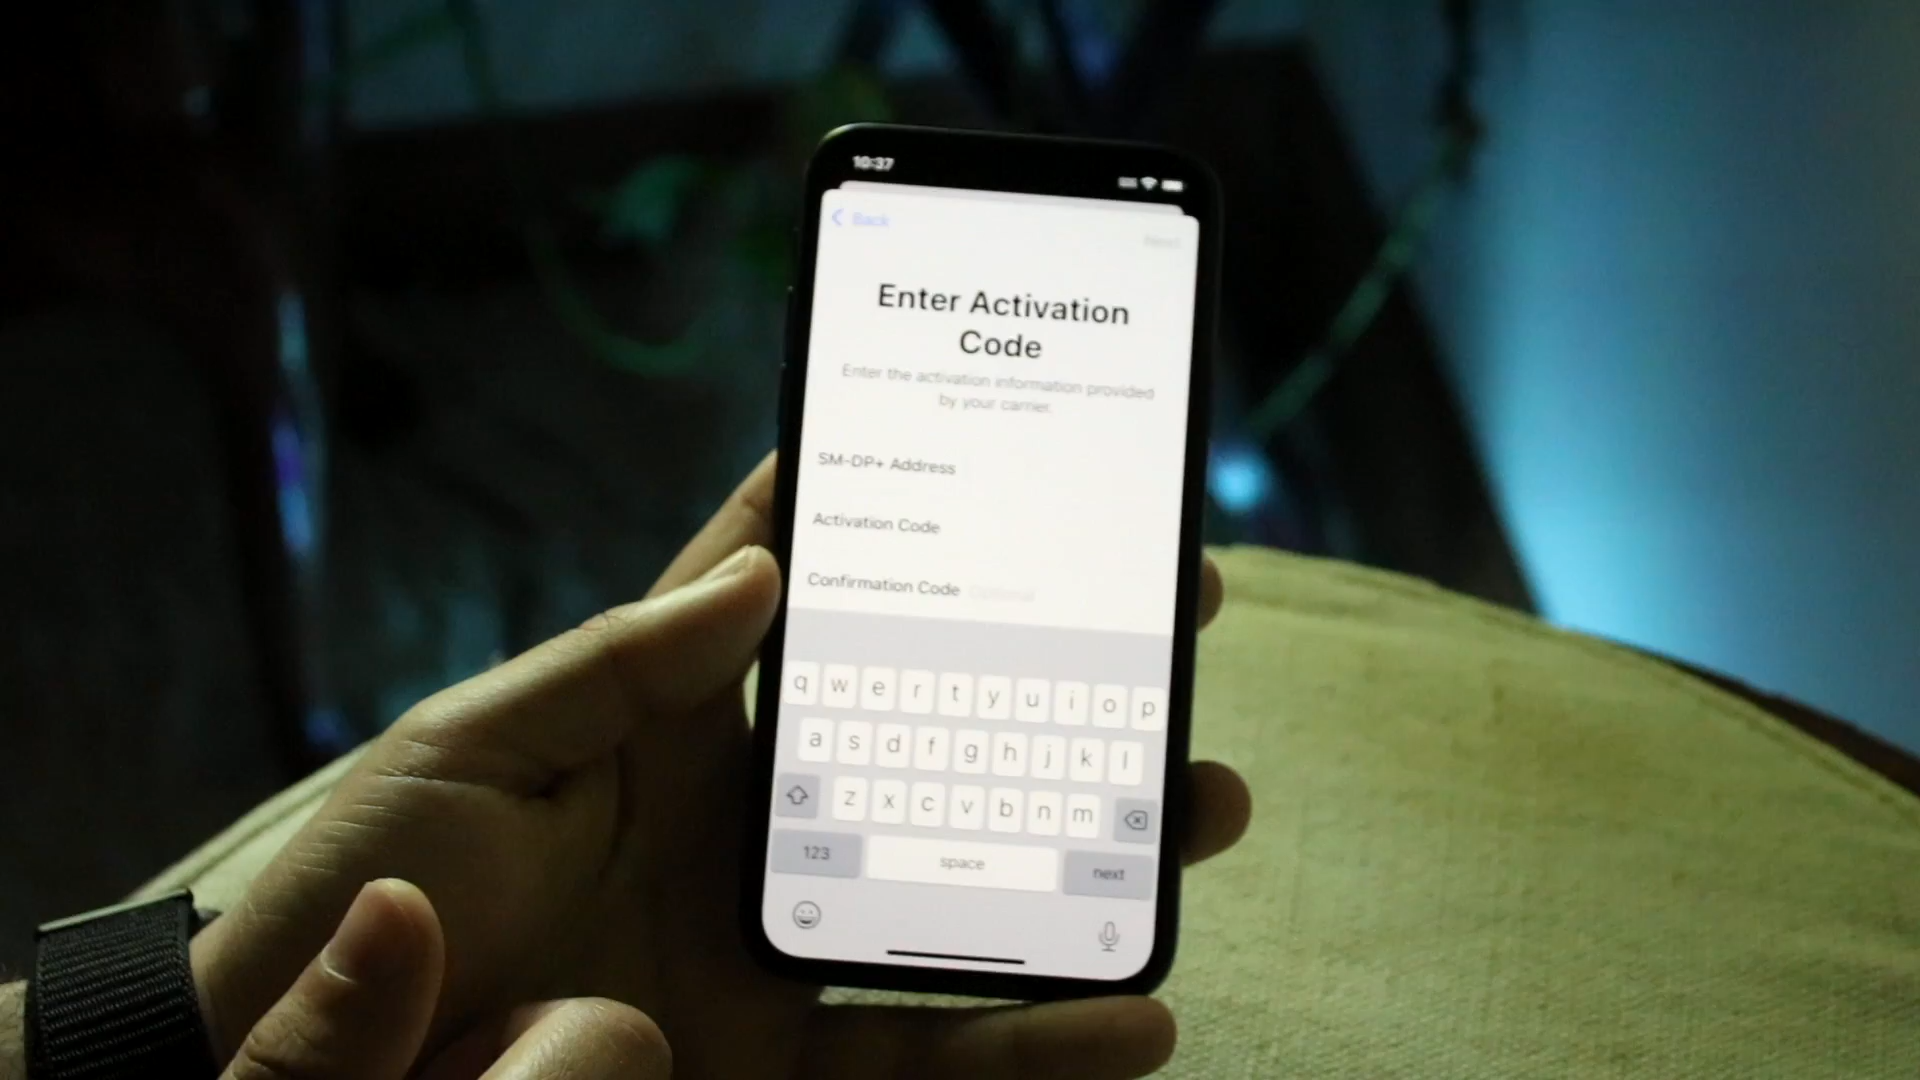 10:37
Back
Next
Enter Activation
Code
Enter the activation information provided
by your carrier.
SM-DP+ Address
Activation Code
Confirmation Code Optional
q w e r t y u i o p
a s d f g h j k l
z x c v b n m
123 space next